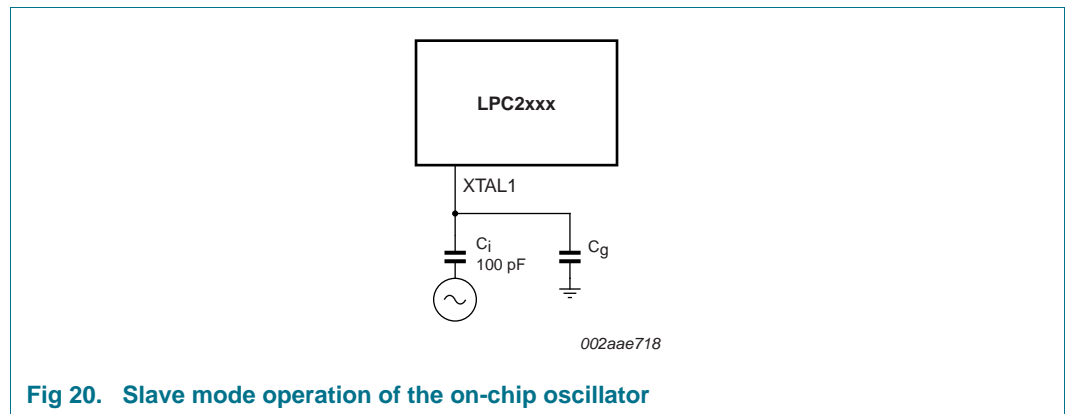 LPC2xxx
XTAL1
Ci
100 pF
Cg
002aae718
Fig 20. Slave mode operation of the on-chip oscillator